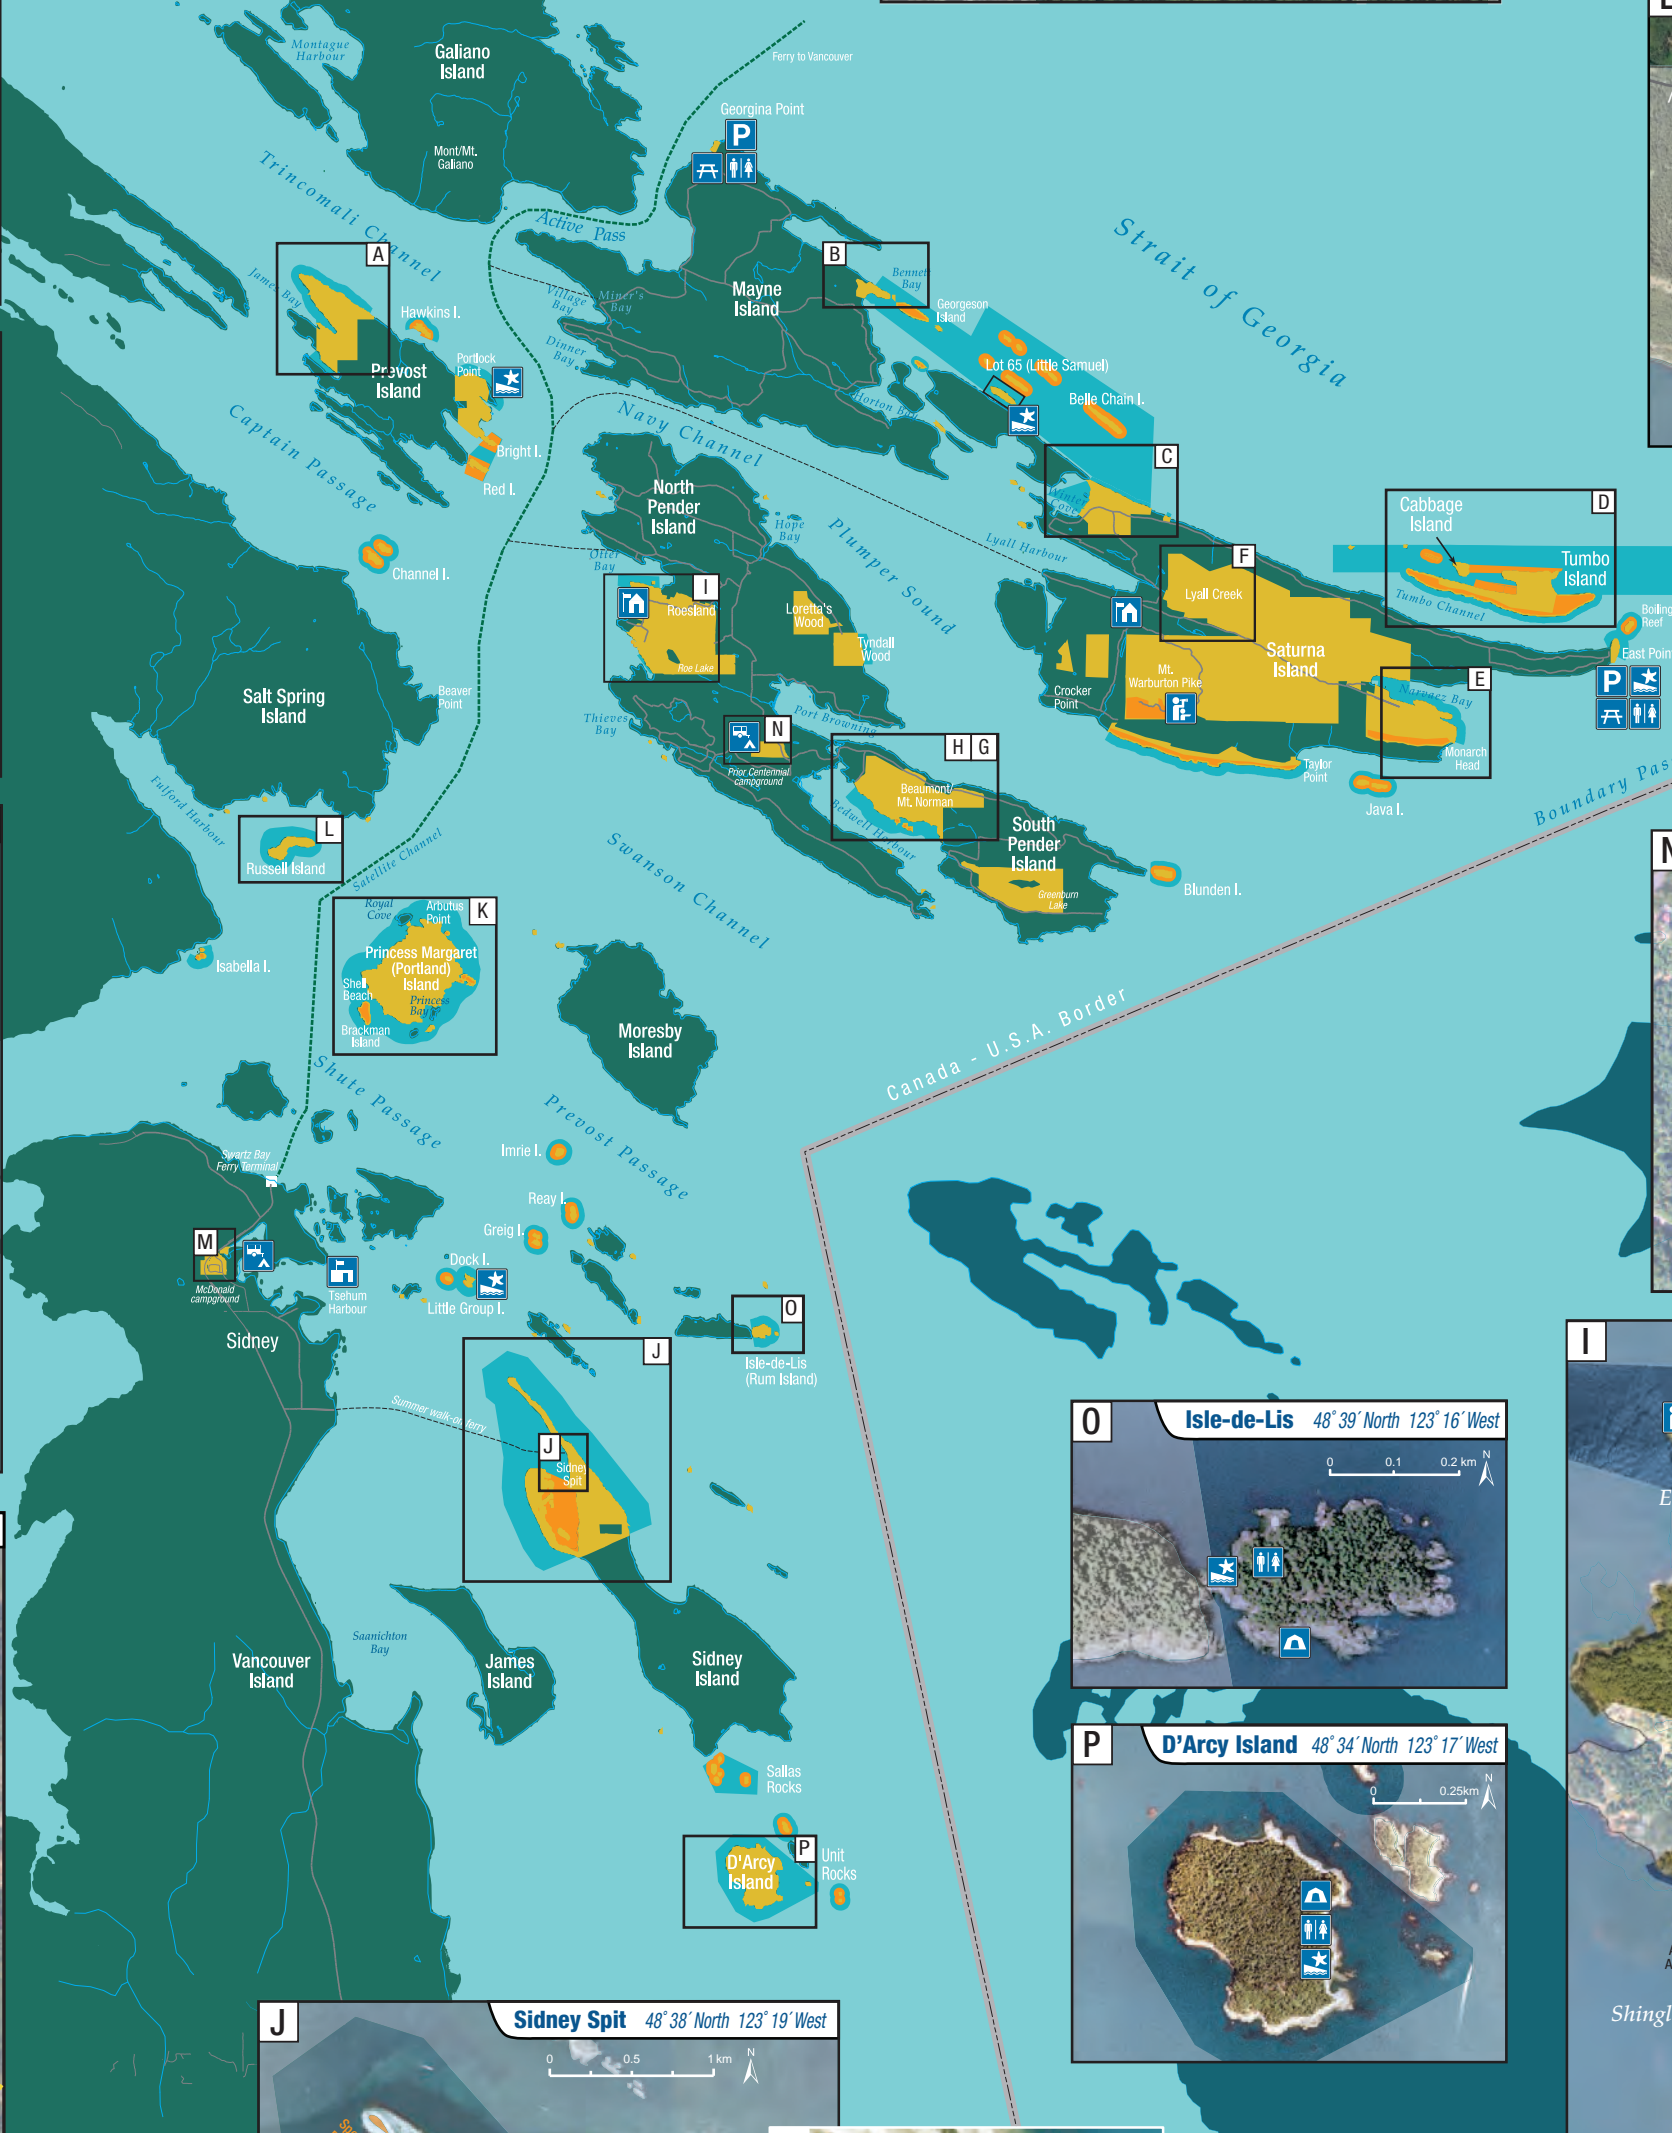 Montague
Harbour
Galiano
Island
Ferry to Vancouver
Georgina Point
P
Mont/Mt.
Galiano
Trincomali Channel
Active Pass
Strait of Georgia
A
B
James Bay
Bennett
Bay
Village
Bay
Miner's
Bay
Mayne
Island
Georgeson
Island
Hawkins I.
Dinner
Bay
Portlock
Point
Prevost
Island
Lot 65 (Little Samuel)
Belle Chain I.
Horton Bay
Captain Passage
Navy Channel
Bright I.
Red I.
C
Winter
Cove
North
Pender
Island
Hope
Bay
Plumper Sound
Lyall Harbour
Cabbage
Island
D
Tumbo
Island
Tumbo Channel
Otter
Bay
Channel I.
F
Lyall Creek
I
Roesland
Roe Lake
Loretta's
Wood
Tyndall
Wood
Boiling
Reef
East Point
P
Saturna
Island
Mt.
Warburton Pike
Crocker
Point
E
Narvaez Bay
Monarch
Head
Salt Spring
Island
Beaver
Point
Thieves
Bay
Port Browning
N
Prior Centennial
campground
H
G
Beaumont/
Mt. Norman
Bedwell Harbour
Taylor
Point
Java I.
Boundary Pas
Fulford Harbour
L
Russell Island
Satellite Channel
Swanson Channel
South
Pender
Island
Greenburn
Lake
Blunden I.
N
K
Royal
Cove
Arbutus
Point
Princess Margaret
(Portland)
Island
Shell
Beach
Princess
Bay
Brackman
Island
Isabella I.
Moresby
Island
Canada - U.S.A. Border
Shute Passage
Prevost Passage
Imrie I.
Swartz Bay
Ferry Terminal
Reay I.
Greig I.
M
McDonald
campground
Tsehum
Harbour
Dock I.
Little Group I.
Sidney
O
Isle-de-Lis
(Rum Island)
J
Summer walk-on ferry
J
Sidney
Spit
I
O
Isle-de-Lis 48° 39´ North 123° 16´ West
0 0.1 0.2 km
N
Saanichton
Bay
Vancouver
Island
James
Island
Sidney
Island
P
D'Arcy Island 48° 34´ North 123° 17´ West
0 0.25km
N
Sallas
Rocks
P
D'Arcy
Island
Unit
Rocks
Shingl
J
Sidney Spit 48° 38´ North 123° 19´ West
0 0.5 1 km
N